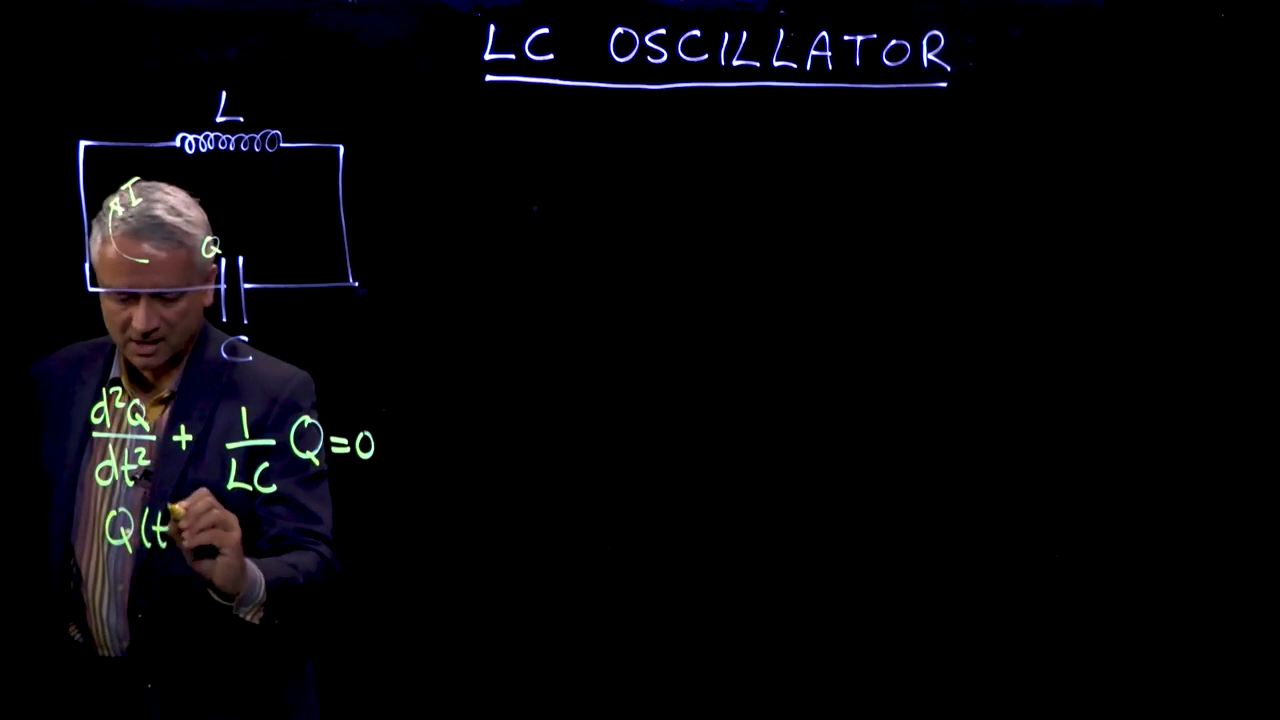 LC OSCILLATOR
L
I
Q
C
d²Q/dt² + 1/LC Q = 0
Q(t